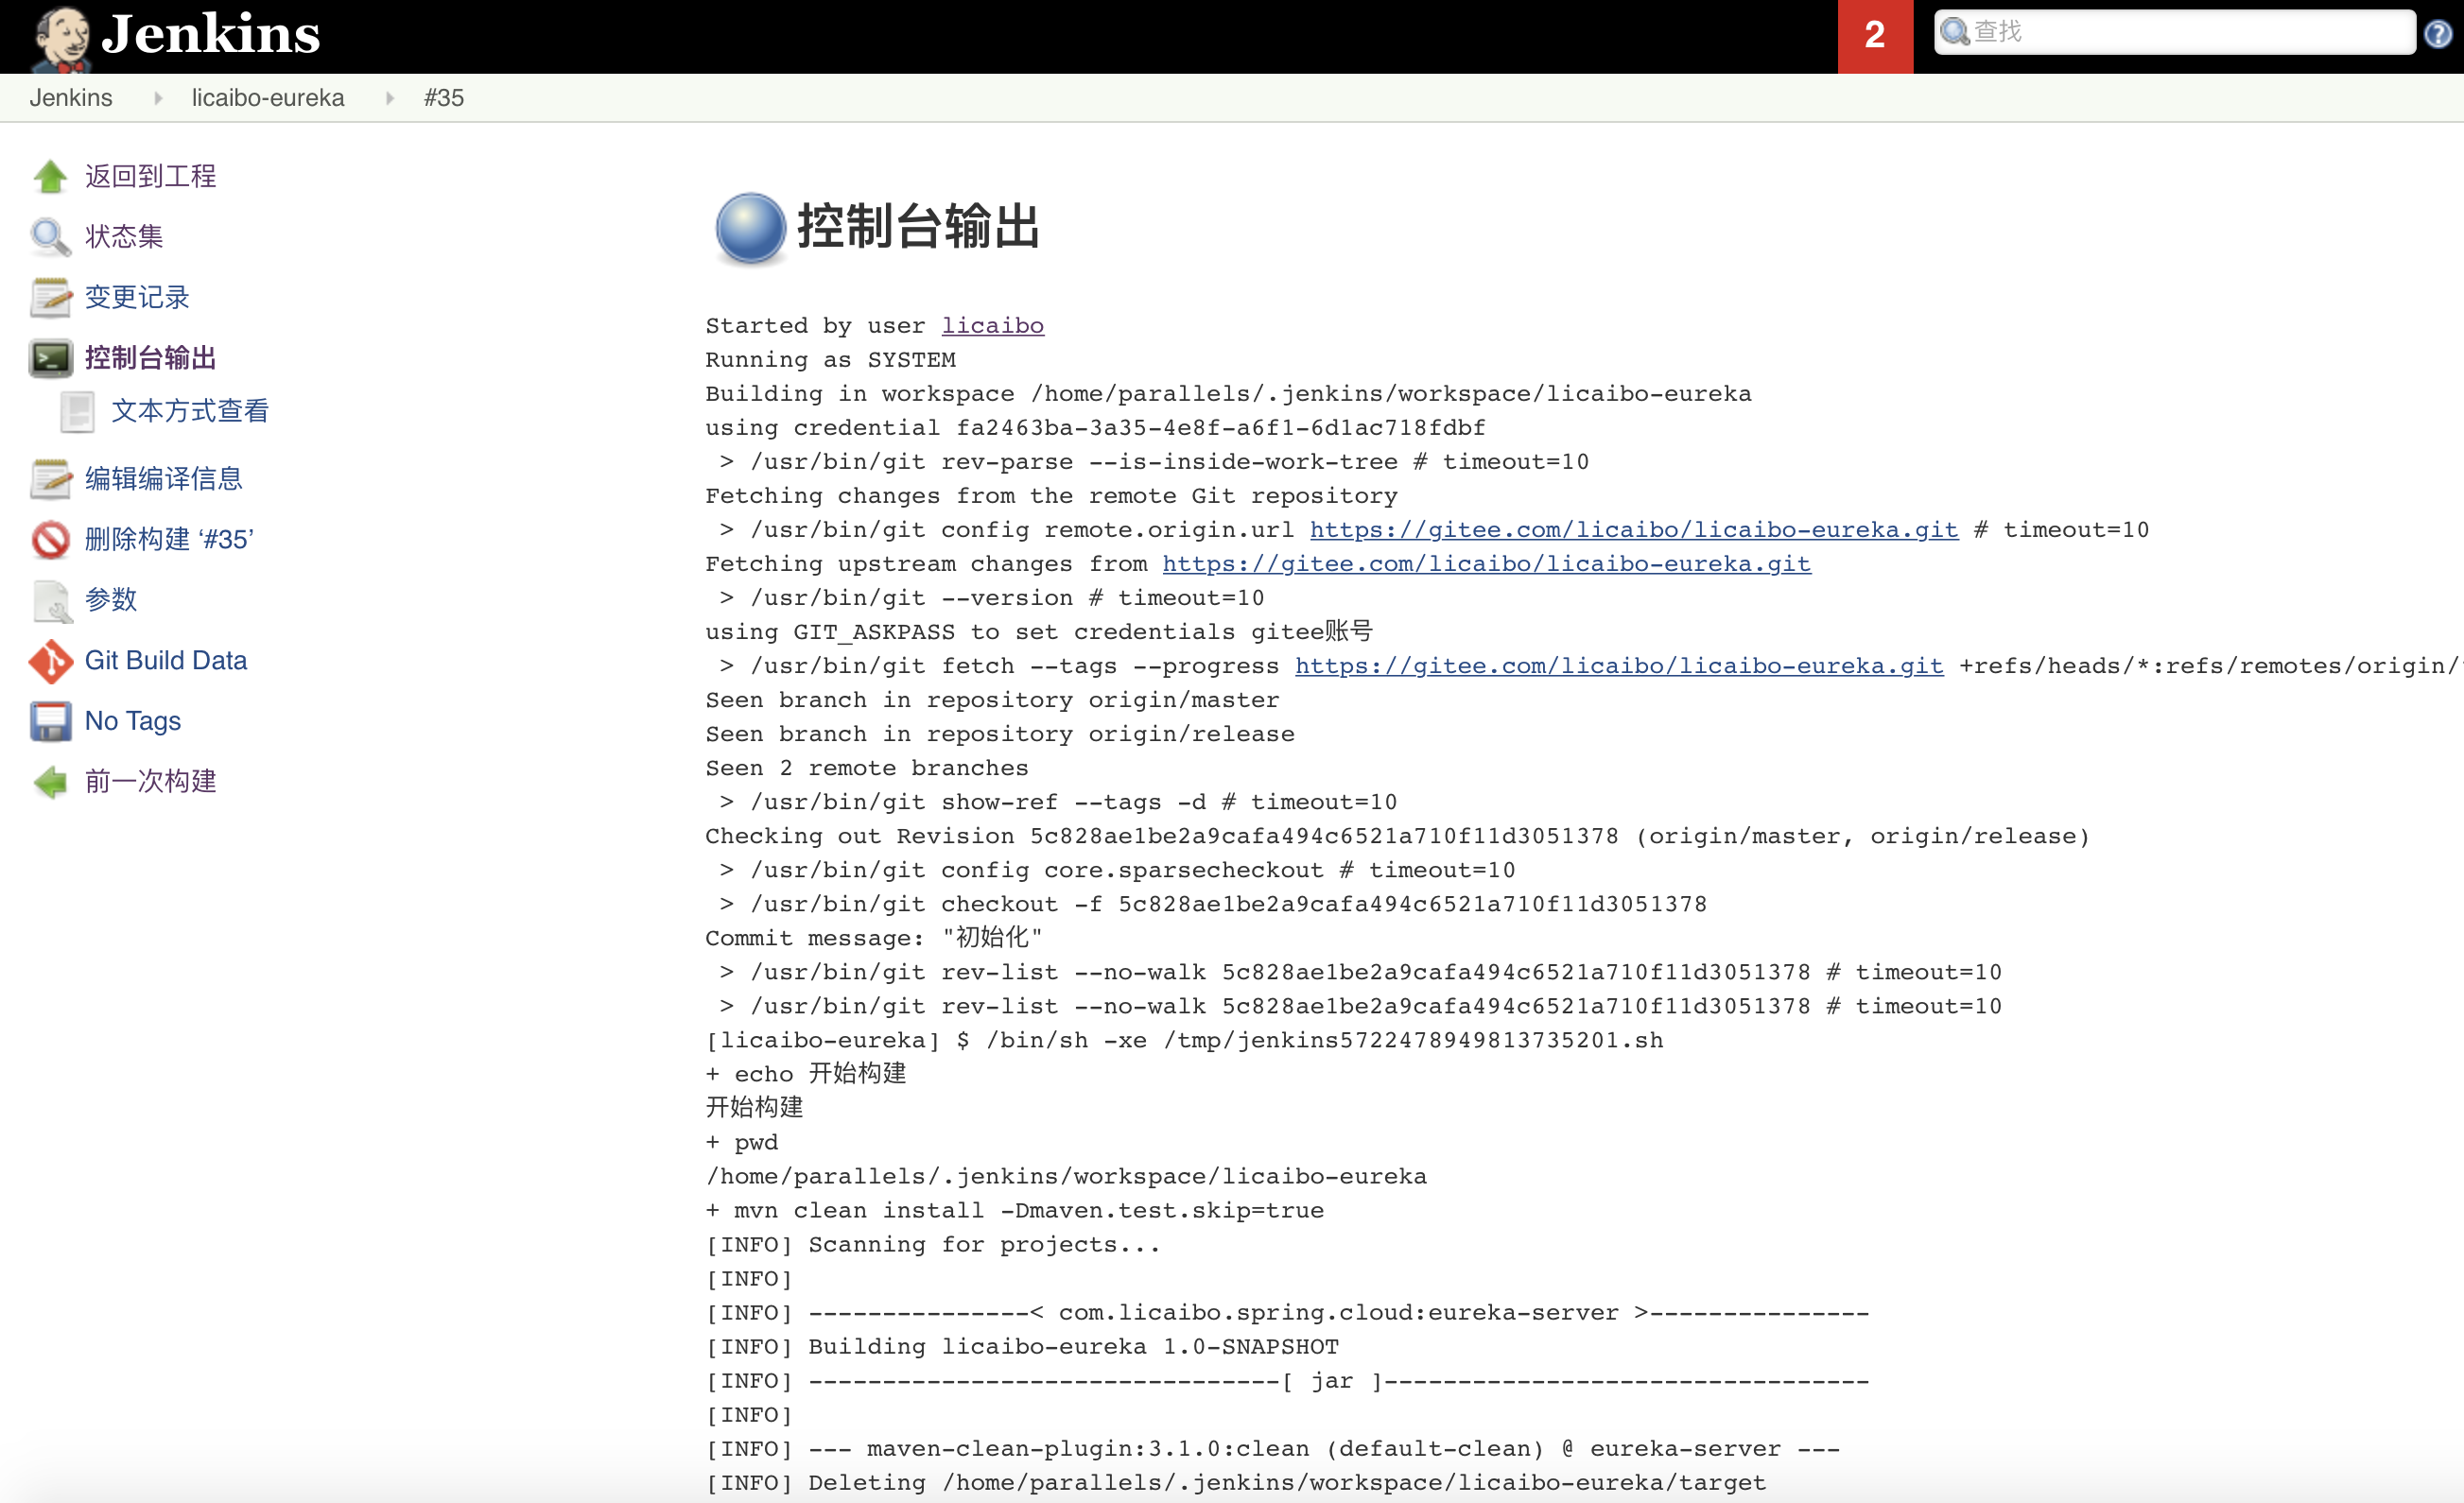 Jenkins
2
查找
Jenkins
licaibo-eureka
#35
返回到工程
状态集
变更记录
控制台输出
文本方式查看
编辑编译信息
删除构建 ‘#35’
参数
Git Build Data
No Tags
前一次构建
控制台输出
Started by user licaibo
Running as SYSTEM
Building in workspace /home/parallels/.jenkins/workspace/licaibo-eureka
using credential fa2463ba-3a35-4e8f-a6f1-6d1ac718fdbf
 > /usr/bin/git rev-parse --is-inside-work-tree # timeout=10
Fetching changes from the remote Git repository
 > /usr/bin/git config remote.origin.url https://gitee.com/licaibo/licaibo-eureka.git # timeout=10
Fetching upstream changes from https://gitee.com/licaibo/licaibo-eureka.git
 > /usr/bin/git --version # timeout=10
using GIT_ASKPASS to set credentials gitee账号
 > /usr/bin/git fetch --tags --progress https://gitee.com/licaibo/licaibo-eureka.git +refs/heads/*:refs/remotes/origin/
Seen branch in repository origin/master
Seen branch in repository origin/release
Seen 2 remote branches
 > /usr/bin/git show-ref --tags -d # timeout=10
Checking out Revision 5c828ae1be2a9cafa494c6521a710f11d3051378 (origin/master, origin/release)
 > /usr/bin/git config core.sparsecheckout # timeout=10
 > /usr/bin/git checkout -f 5c828ae1be2a9cafa494c6521a710f11d3051378
Commit message: "初始化"
 > /usr/bin/git rev-list --no-walk 5c828ae1be2a9cafa494c6521a710f11d3051378 # timeout=10
 > /usr/bin/git rev-list --no-walk 5c828ae1be2a9cafa494c6521a710f11d3051378 # timeout=10
[licaibo-eureka] $ /bin/sh -xe /tmp/jenkins5722478949813735201.sh
+ echo 开始构建
开始构建
+ pwd
/home/parallels/.jenkins/workspace/licaibo-eureka
+ mvn clean install -Dmaven.test.skip=true
[INFO] Scanning for projects...
[INFO]
[INFO] ---------------< com.licaibo.spring.cloud:eureka-server >---------------
[INFO] Building licaibo-eureka 1.0-SNAPSHOT
[INFO] --------------------------------[ jar ]---------------------------------
[INFO]
[INFO] --- maven-clean-plugin:3.1.0:clean (default-clean) @ eureka-server ---
[INFO] Deleting /home/parallels/.jenkins/workspace/licaibo-eureka/target